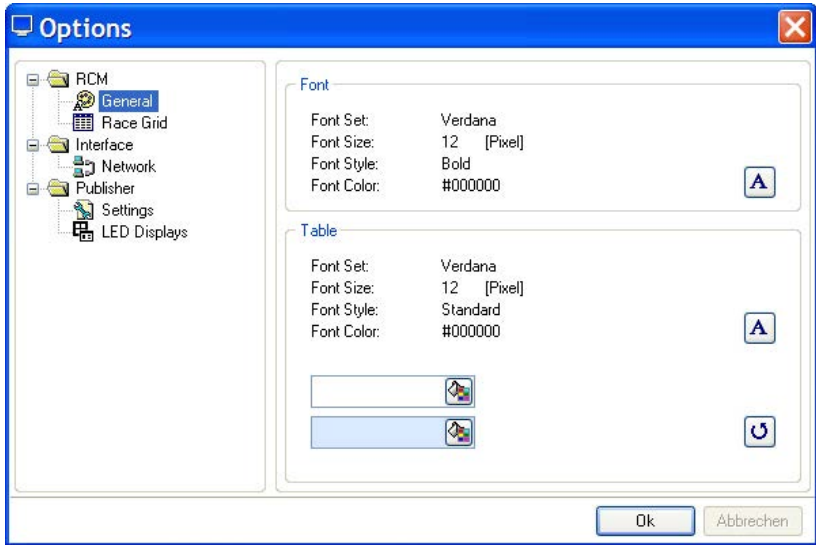 Options
RCM
General
Race Grid
Interface
Network
Publisher
Settings
LED Displays
Font
Font Set: Verdana
Font Size: 12 [Pixel]
Font Style: Bold
Font Color: #000000
A
Table
Font Set: Verdana
Font Size: 12 [Pixel]
Font Style: Standard
Font Color: #000000
A
Ok Abbrechen